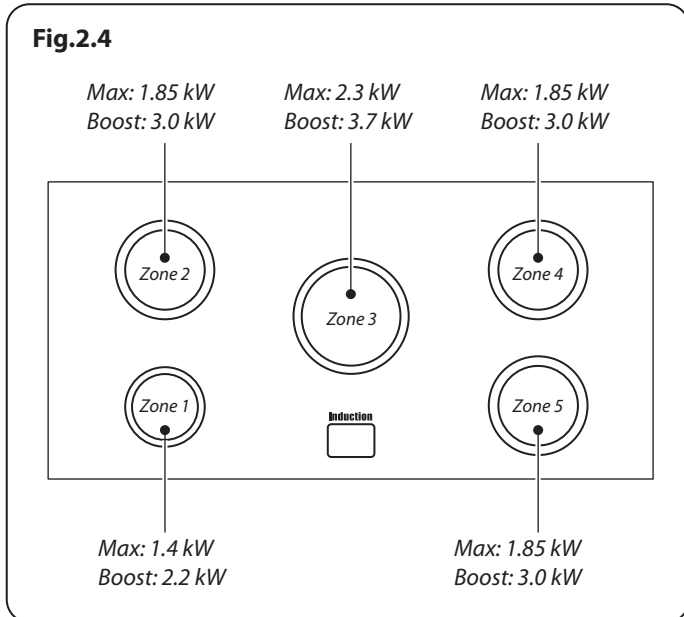 Fig.2.4
Max: 1.85 kW
Boost: 3.0 kW
Max: 2.3 kW
Boost: 3.7 kW
Max: 1.85 kW
Boost: 3.0 kW
Zone 2
Zone 3
Zone 4
Zone 1
Induction
Zone 5
Max: 1.4 kW
Boost: 2.2 kW
Max: 1.85 kW
Boost: 3.0 kW